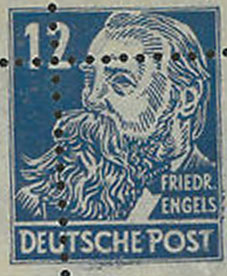 12
FRIEDR.
ENGELS
DEUTSCHE POST